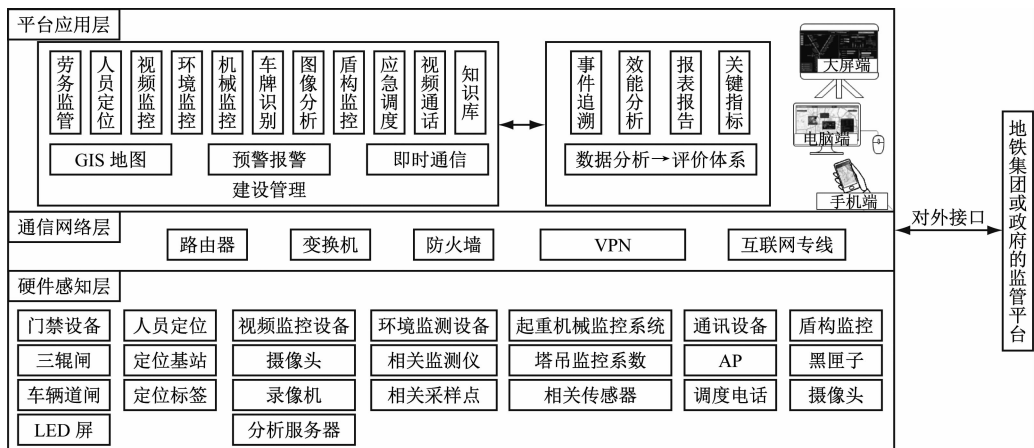 平台应用层
劳务监管
人员定位
视频监控
环境监控
机械监控
车牌识别
图像分析
盾构监控
应急调度
视频通话
知识库
GIS 地图
预警报警
即时通信
建设管理
事件追溯
效能分析
报表报告
关键指标
数据分析→评价体系
大屏端
电脑端
手机端
通信网络层
路由器
变换机
防火墙
VPN
互联网专线
对外接口
地铁集团或政府的监管平台
硬件感知层
门禁设备
人员定位
视频监控设备
环境监测设备
起重机械监控系统
通讯设备
盾构监控
三辊闸
定位基站
摄像头
相关监测仪
塔吊监控系数
AP
黑匣子
车辆道闸
定位标签
录像机
相关采样点
相关传感器
调度电话
摄像头
LED 屏
分析服务器